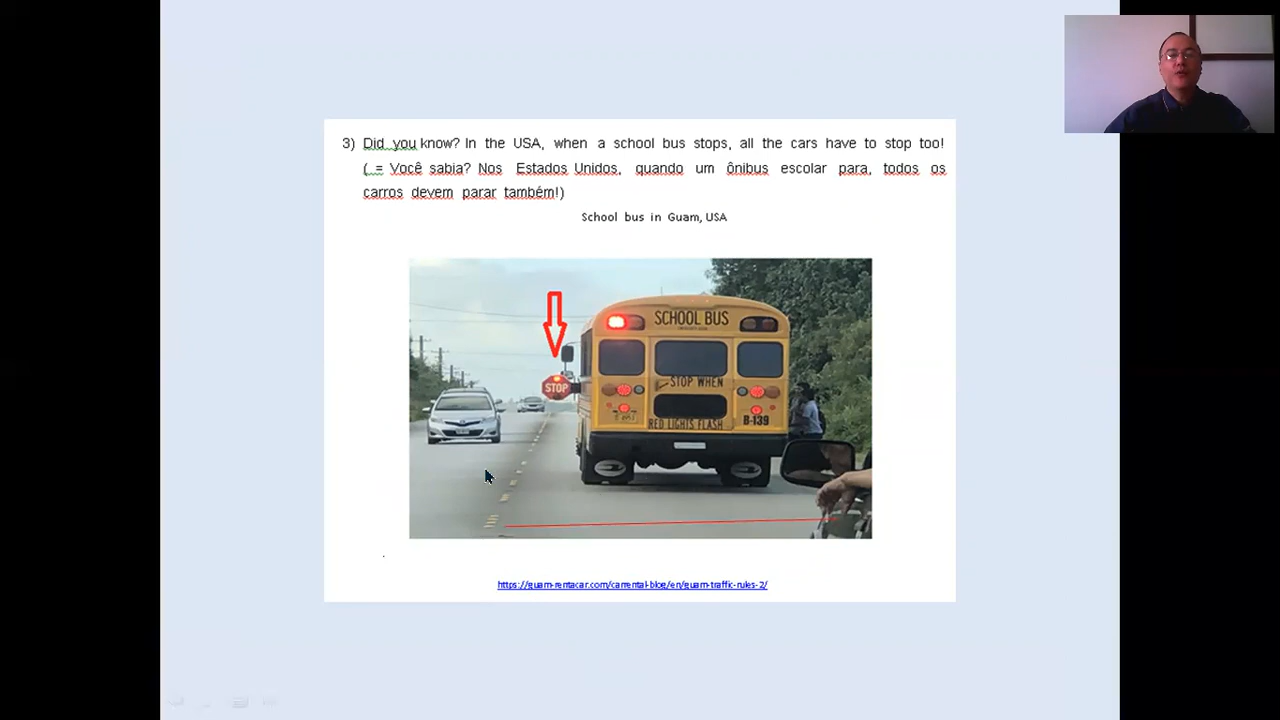 3) Did you know? In the USA, when a school bus stops, all the cars have to stop too!
( = Você sabia? Nos Estados Unidos, quando um ônibus escolar para, todos os
carros devem parar também!)
School bus in Guam, USA
SCHOOL BUS
STOP
STOP WHEN
RED LIGHTS FLASH
B-139
https://guam-rentacar.com/carrental-blog/en/guam-traffic-rules-2/